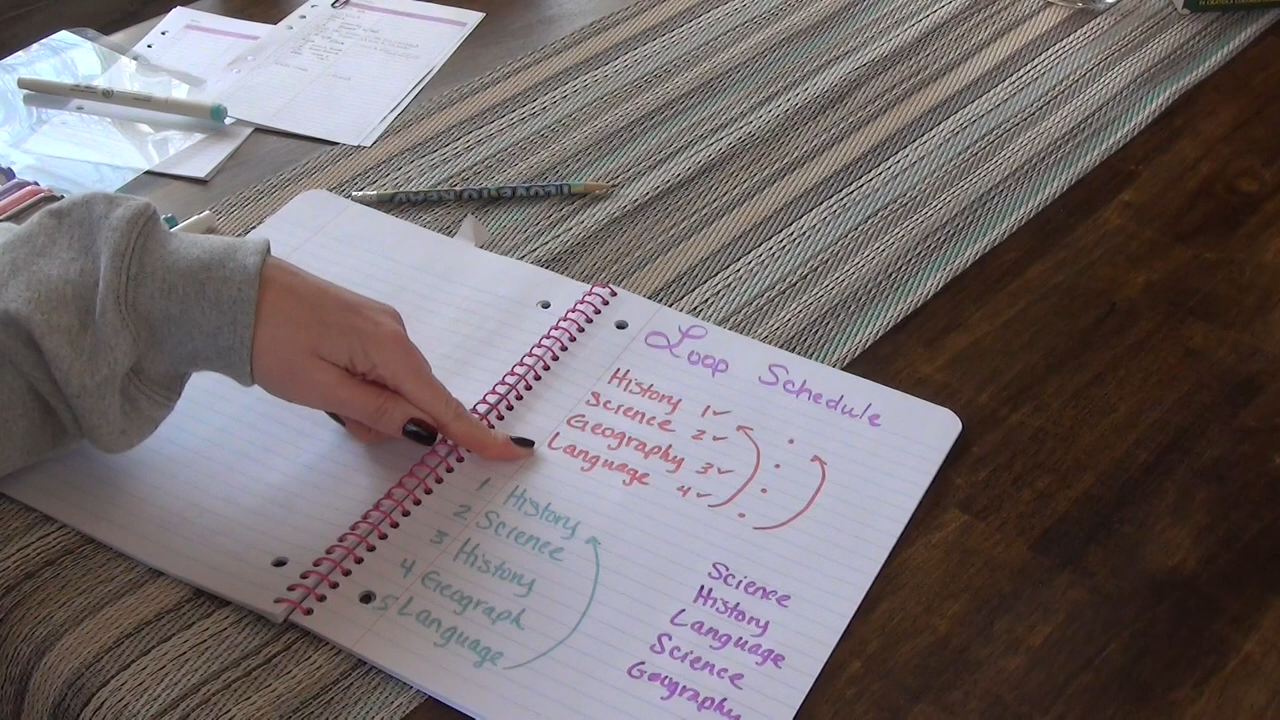 Loop Schedule
History 1✓
Science 2✓
Geography 3✓
Language 4✓
1 History
2 Science
3 History
4 Geograph
5 Language
Science
History
Language
Science
Geography